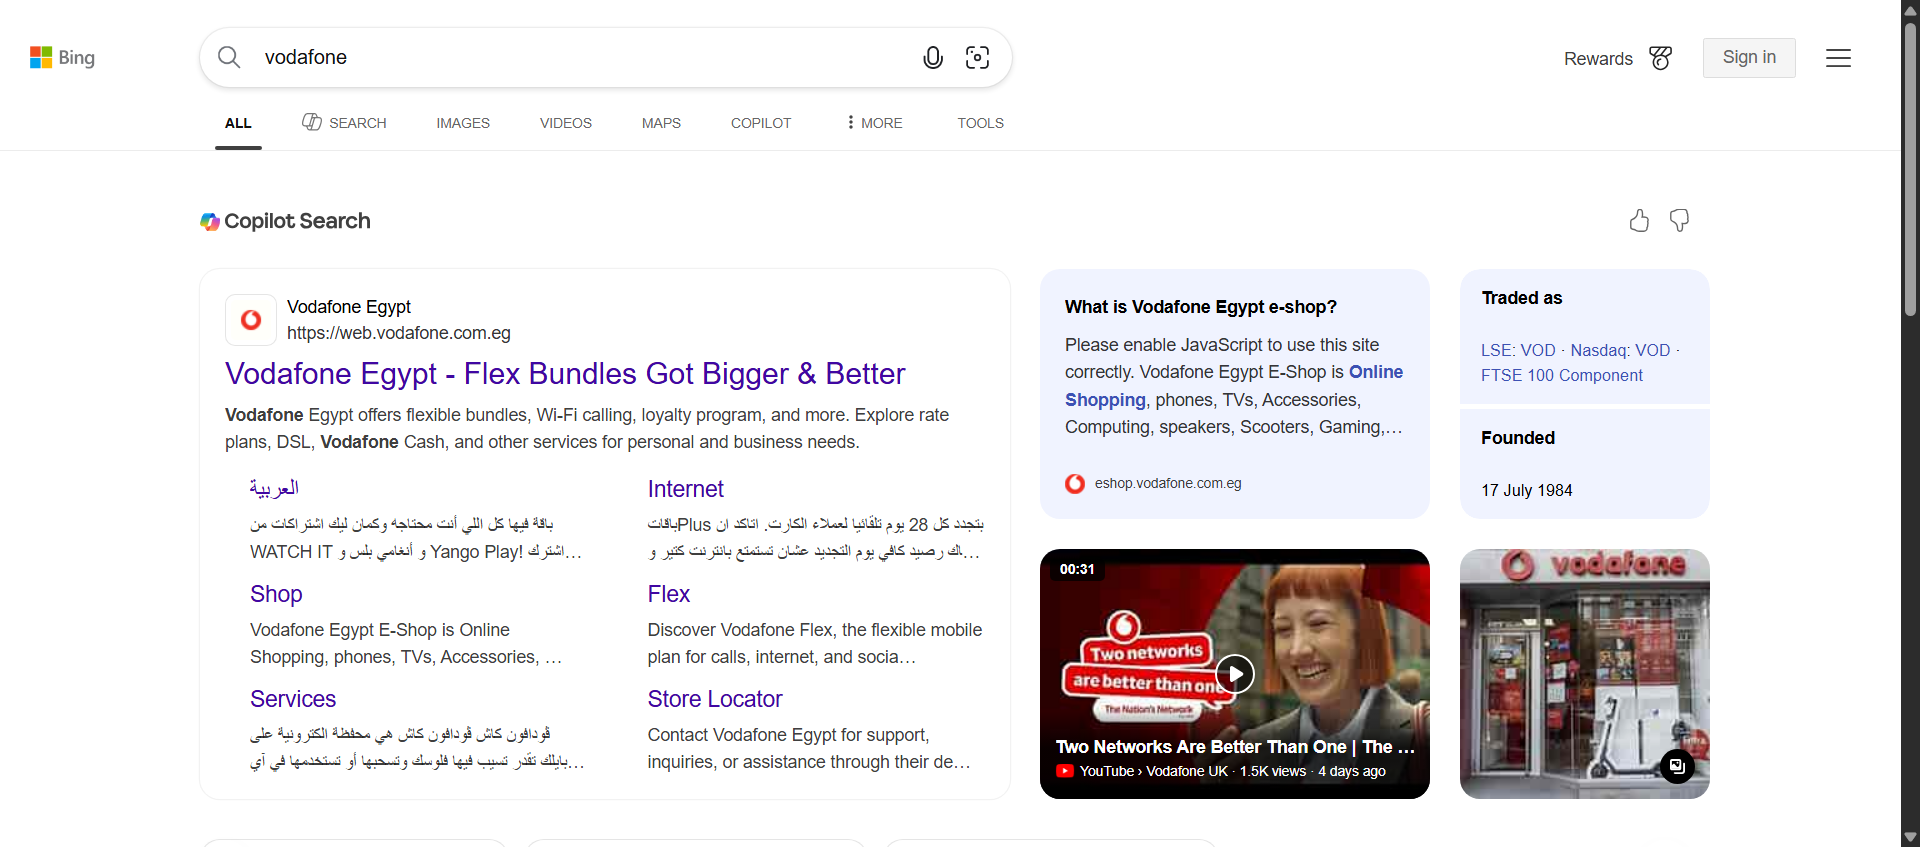 Bing
vodafone
Rewards
Sign in
ALL
SEARCH
IMAGES
VIDEOS
MAPS
COPILOT
MORE
TOOLS
Copilot Search
Vodafone Egypt
https://web.vodafone.com.eg
Vodafone Egypt - Flex Bundles Got Bigger & Better
Vodafone Egypt offers flexible bundles, Wi-Fi calling, loyalty program, and more. Explore rate
plans, DSL, Vodafone Cash, and other services for personal and business needs.
العربية
باقة فيها كل اللي أنت محتاجه وكمان ليك اشتراكات من
WATCH IT و أنغامي بلس و Yango Play! اشترك...
Internet
باقات Plus بتجدد كل 28 يوم تلقائيا لعملاء الكارت. اتاكد ان
...اك رصيد كافي يوم التجديد عشان تستمتع بانترنت كتير و
Shop
Vodafone Egypt E-Shop is Online
Shopping, phones, TVs, Accessories, ...
Flex
Discover Vodafone Flex, the flexible mobile
plan for calls, internet, and socia...
Services
ڤودافون كاش ڤودافون كاش هي محفظة الكترونية على
...بايلك تقدر تسيب فيها فلوسك وتسحبها أو تستخدمها في آي
Store Locator
Contact Vodafone Egypt for support,
inquiries, or assistance through their de...
What is Vodafone Egypt e-shop?
Please enable JavaScript to use this site
correctly. Vodafone Egypt E-Shop is Online
Shopping, phones, TVs, Accessories,
Computing, speakers, Scooters, Gaming,...
eshop.vodafone.com.eg
Traded as
LSE: VOD · Nasdaq: VOD ·
FTSE 100 Component
Founded
17 July 1984
00:31
Two networks
are better than one
The Nation's Network
Two Networks Are Better Than One | The ...
YouTube › Vodafone UK · 1.5K views · 4 days ago
vodafone